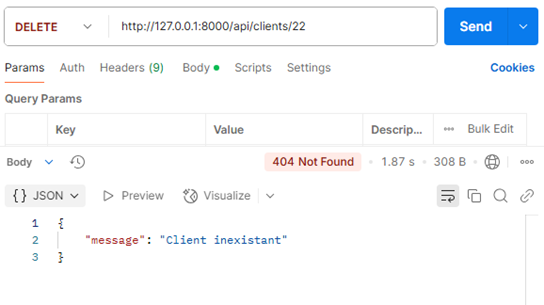 DELETE http://127.0.0.1:8000/api/clients/22 Send
Params Auth Headers (9) Body Scripts Settings Cookies
Query Params
Key Value Descrip... Bulk Edit
Body 404 Not Found 1.87 s 308 B
{} JSON Preview Visualize
1 {
2 "message": "Client inexistant"
3 }